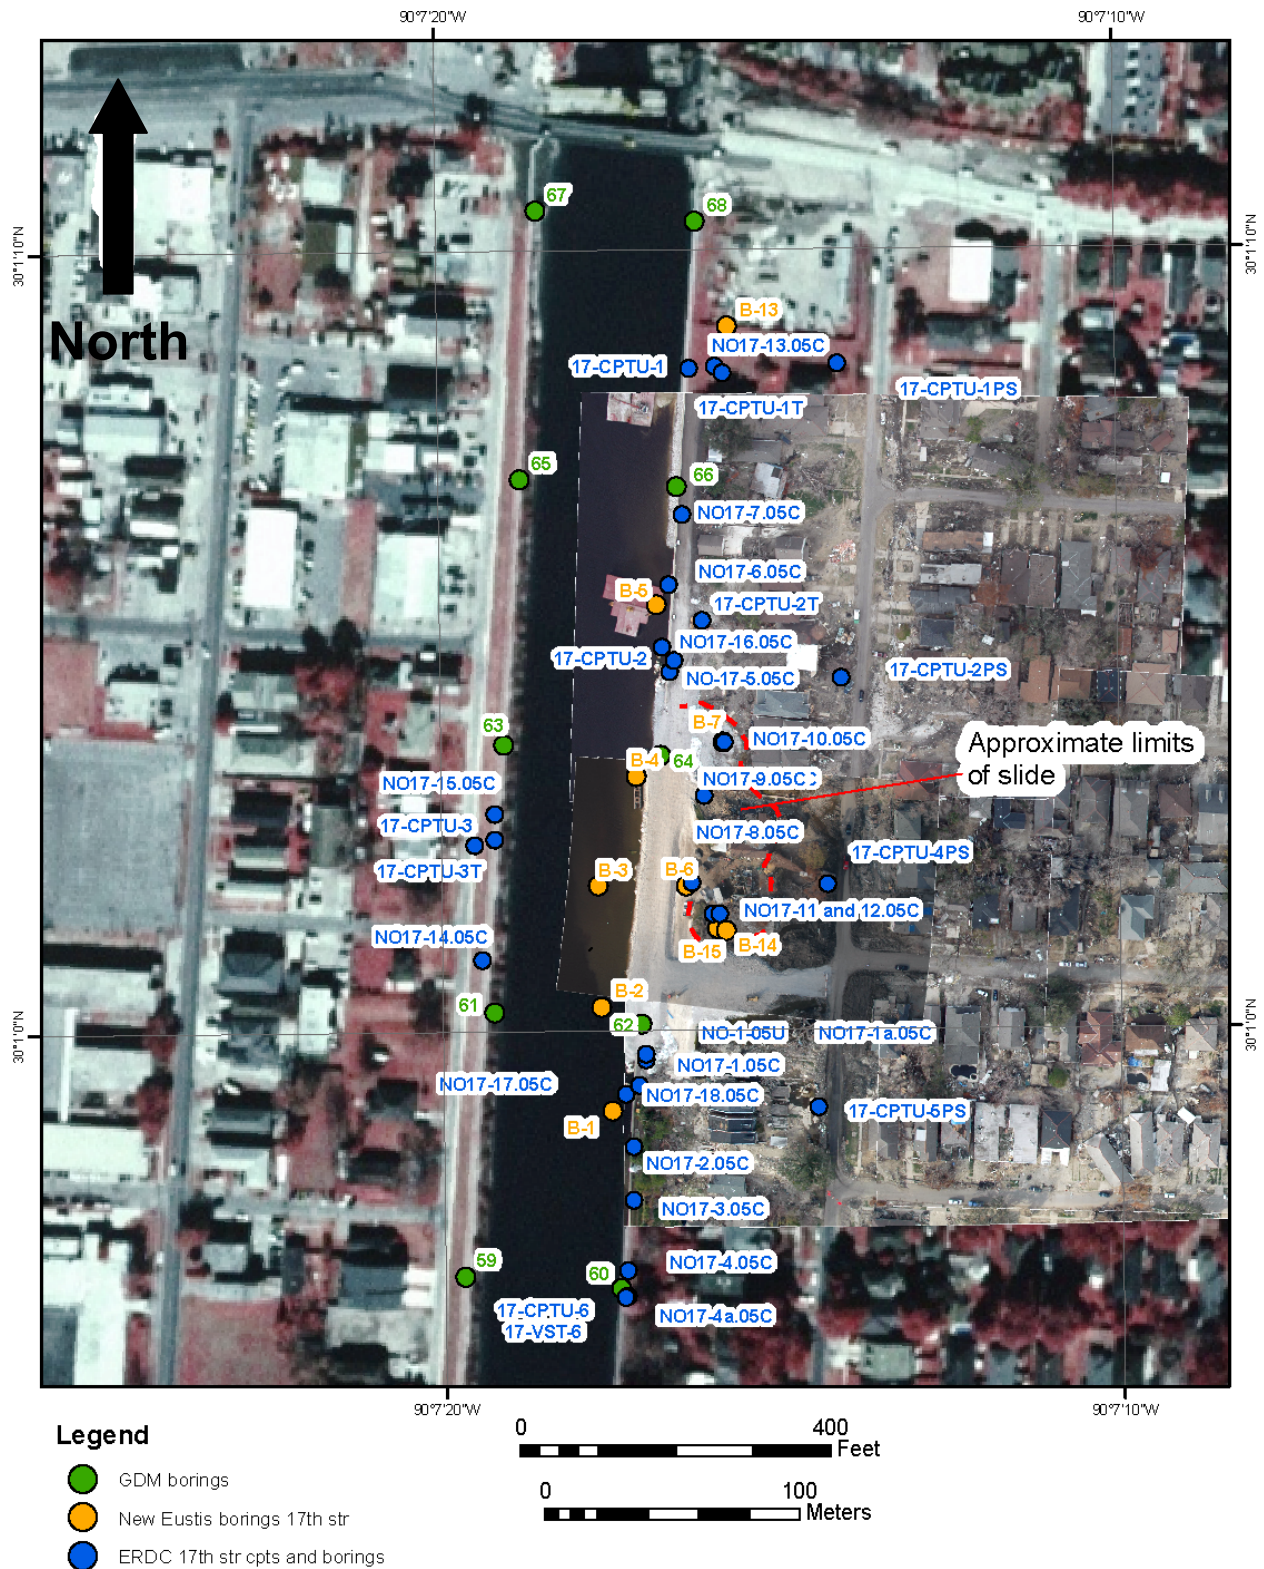 90°7'20"W
90°7'10"W
67
68
30°1'10"N
30°1'10"N
North
B-13
NO17-13.05C
17-CPTU-1
17-CPTU-1PS
17-CPTU-1T
65
66
NO17-7.05C
NO17-6.05C
B-5
17-CPTU-2T
NO17-16.05C
17-CPTU-2
NO-17-5.05C
17-CPTU-2PS
B-7
63
NO17-10.05C
Approximate limits
of slide
B-4
64
NO17-15.05C
NO17-9.05C
17-CPTU-3
NO17-8.05C
17-CPTU-4PS
17-CPTU-3T
B-3
B-6
NO17-11 and 12.05C
NO17-14.05C
B-15
B-14
B-2
61
62
30°1'0"N
30°1'0"N
NO-1-05U
NO17-1a.05C
NO17-1.05C
NO17-17.05C
NO17-18.05C
17-CPTU-5PS
B-1
NO17-2.05C
NO17-3.05C
59
60
NO17-4.05C
17-CPTU-6
17-VST-6
NO17-4a.05C
90°7'20"W
90°7'10"W
Legend
GDM borings
New Eustis borings 17th str
ERDC 17th str cpts and borings
0
400
Feet
0
100
Meters